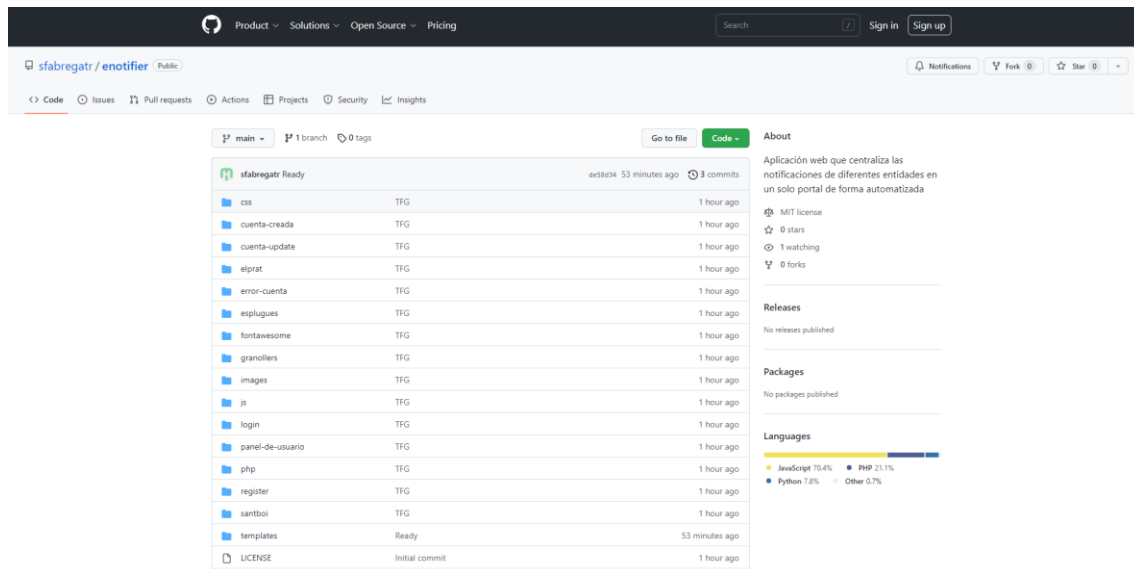 Product Solutions Open Source Pricing Search / Sign in Sign up
sfabregatr / enotifier Public Notifications Fork 0 Star 0
Code Issues Pull requests Actions Projects Security Insights
main 1 branch 0 tags Go to file Code
sfabregatr Ready de58d34 53 minutes ago 3 commits
css TFG 1 hour ago
cuenta-creada TFG 1 hour ago
cuenta-update TFG 1 hour ago
elprat TFG 1 hour ago
error-cuenta TFG 1 hour ago
esplugues TFG 1 hour ago
fontawesome TFG 1 hour ago
granollers TFG 1 hour ago
images TFG 1 hour ago
js TFG 1 hour ago
login TFG 1 hour ago
panel-de-usuario TFG 1 hour ago
php TFG 1 hour ago
register TFG 1 hour ago
santboi TFG 1 hour ago
templates Ready 53 minutes ago
LICENSE Initial commit 1 hour ago
About
Aplicación web que centraliza las
notificaciones de diferentes entidades en
un solo portal de forma automatizada
MIT license
0 stars
1 watching
0 forks
Releases
No releases published
Packages
No packages published
Languages
JavaScript 70.4% PHP 21.1%
Python 7.8% Other 0.7%